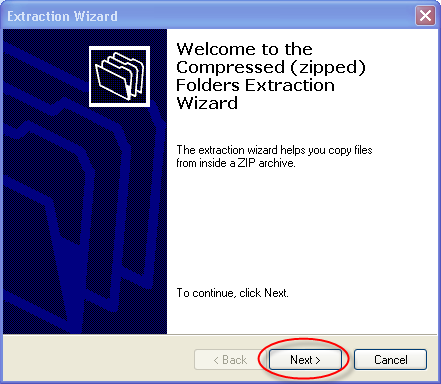 Extraction Wizard
Welcome to the
Compressed (zipped)
Folders Extraction
Wizard
The extraction wizard helps you copy files
from inside a ZIP archive.
To continue, click Next.
< Back
Next >
Cancel